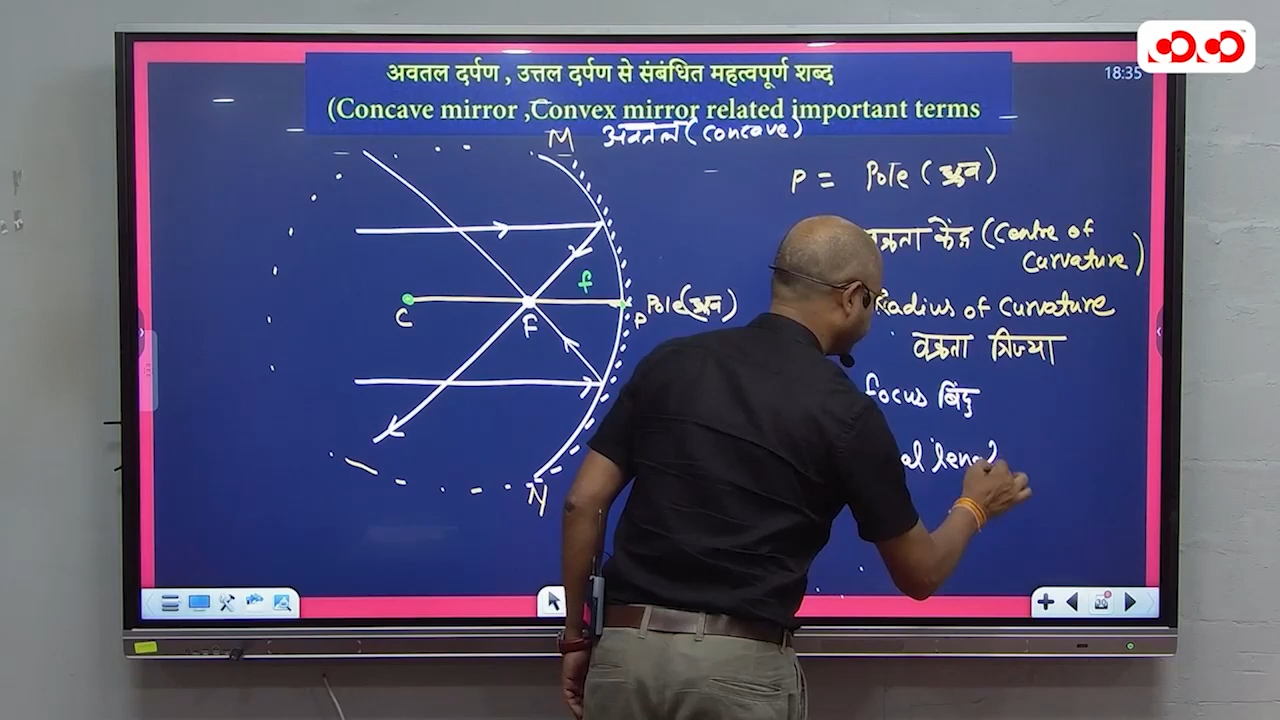 अवतल दर्पण , उत्तल दर्पण से संबंधित महत्वपूर्ण शब्द
18:35
(Concave mirror ,Convex mirror related important terms
M अवतल (Concave)
P = Pole (ध्रुव)
वक्रता केंद्र (Centre of
Curvature)
f
C
F
P Pole(ध्रुव)
Radius of Curvature
वक्रता त्रिज्या
focus बिंदु
N